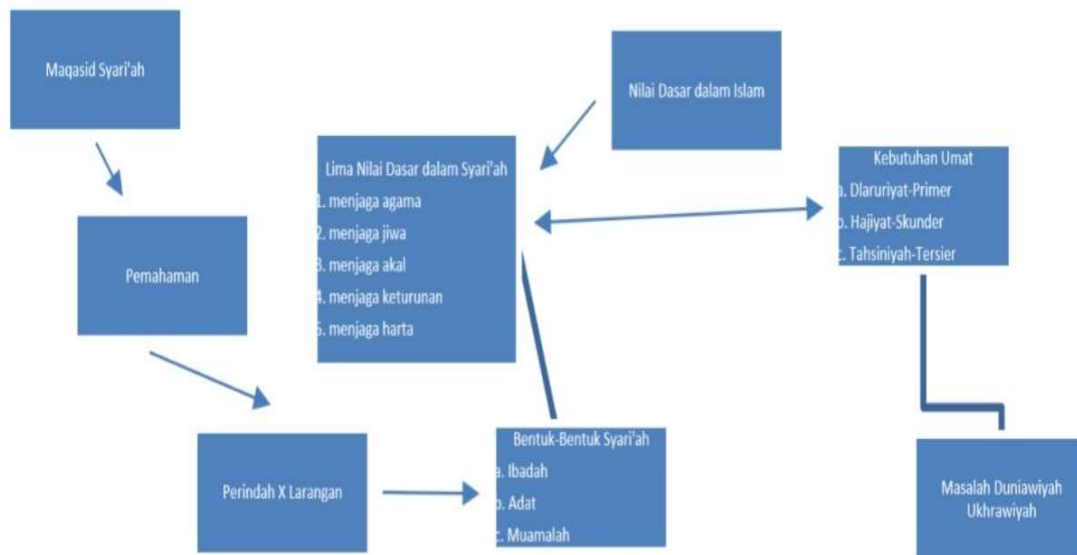 Maqasid Syari'ah
Nilai Dasar dalam Islam
Lima Nilai Dasar dalam Syari'ah
1. menjaga agama
2. menjaga jiwa
3. menjaga akal
4. menjaga keturunan
5. menjaga harta
Kebutuhan Umat
a. Dlaruriyat-Primer
b. Hajiyat-Skunder
c. Tahsiniyah-Tersier
Pemahaman
Perindah X Larangan
Bentuk-Bentuk Syari'ah
a. Ibadah
b. Adat
c. Muamalah
Masalah Duniawiyah
Ukhrawiyah